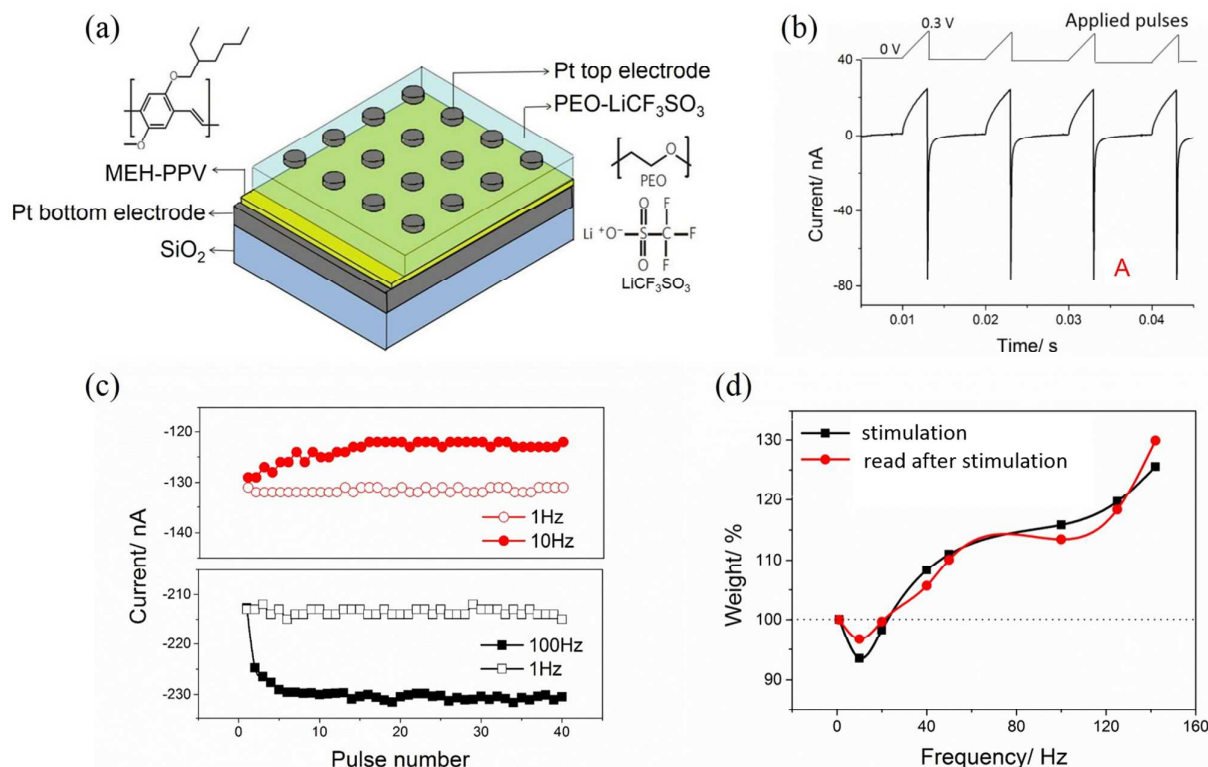 (a)
Pt top electrode
PEO-LiCF₃SO₃
MEH-PPV
Pt bottom electrode
SiO₂
O
O
O
PEO
O
F
Li ⁺O⁻ S C F
O
F
LiCF₃SO₃
(b)
0.3 V
Applied pulses
0 V
40
0
-40
-80
Current/ nA
A
0.01 0.02 0.03 0.04
Time/ s
(c)
-120
-130
-140
1Hz
10Hz
-210
-220
-230
100Hz
1Hz
Current/ nA
0 10 20 30 40
Pulse number
(d)
130
120
110
100
90
Weight/ %
stimulation
read after stimulation
0 40 80 120 160
Frequency/ Hz